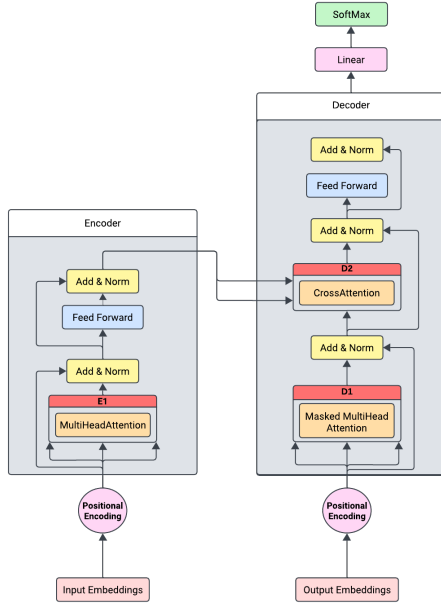 SoftMax
Linear
Decoder
Add & Norm
Feed Forward
Add & Norm
D2
CrossAttention
Add & Norm
D1
Masked MultiHead
Attention
Positional
Encoding
Output Embeddings
Encoder
Add & Norm
Feed Forward
Add & Norm
E1
MultiHeadAttention
Positional
Encoding
Input Embeddings